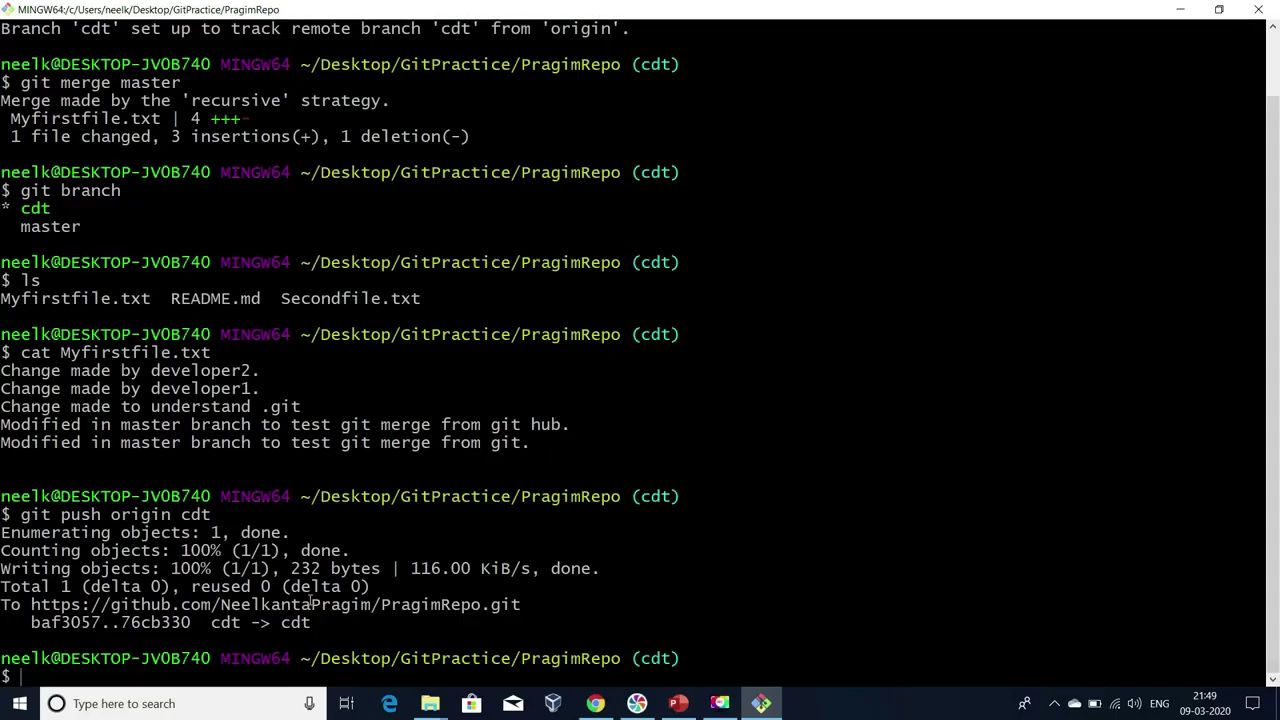 MINGW64:/c/Users/neelk/Desktop/GitPractice/PragimRepo
Branch 'cdt' set up to track remote branch 'cdt' from 'origin'.
neelk@DESKTOP-JV0B740 MINGW64 ~/Desktop/GitPractice/PragimRepo (cdt)
$ git merge master
Merge made by the 'recursive' strategy.
Myfirstfile.txt | 4 +++-
1 file changed, 3 insertions(+), 1 deletion(-)
neelk@DESKTOP-JV0B740 MINGW64 ~/Desktop/GitPractice/PragimRepo (cdt)
$ git branch
* cdt
master
neelk@DESKTOP-JV0B740 MINGW64 ~/Desktop/GitPractice/PragimRepo (cdt)
$ ls
Myfirstfile.txt README.md Secondfile.txt
neelk@DESKTOP-JV0B740 MINGW64 ~/Desktop/GitPractice/PragimRepo (cdt)
$ cat Myfirstfile.txt
Change made by developer2.
Change made by developer1.
Change made to understand .git
Modified in master branch to test git merge from git hub.
Modified in master branch to test git merge from git.
neelk@DESKTOP-JV0B740 MINGW64 ~/Desktop/GitPractice/PragimRepo (cdt)
$ git push origin cdt
Enumerating objects: 1, done.
Counting objects: 100% (1/1), done.
Writing objects: 100% (1/1), 232 bytes | 116.00 KiB/s, done.
Total 1 (delta 0), reused 0 (delta 0)
To https://github.com/NeelkantaPragim/PragimRepo.git
baf3057..76cb330 cdt -> cdt
neelk@DESKTOP-JV0B740 MINGW64 ~/Desktop/GitPractice/PragimRepo (cdt)
$
Type here to search
21:49
09-03-2020